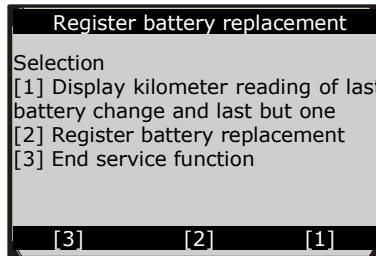 Register battery replacement
Selection
[1] Display kilometer reading of last
battery change and last but one
[2] Register battery replacement
[3] End service function
[3] [2] [1]